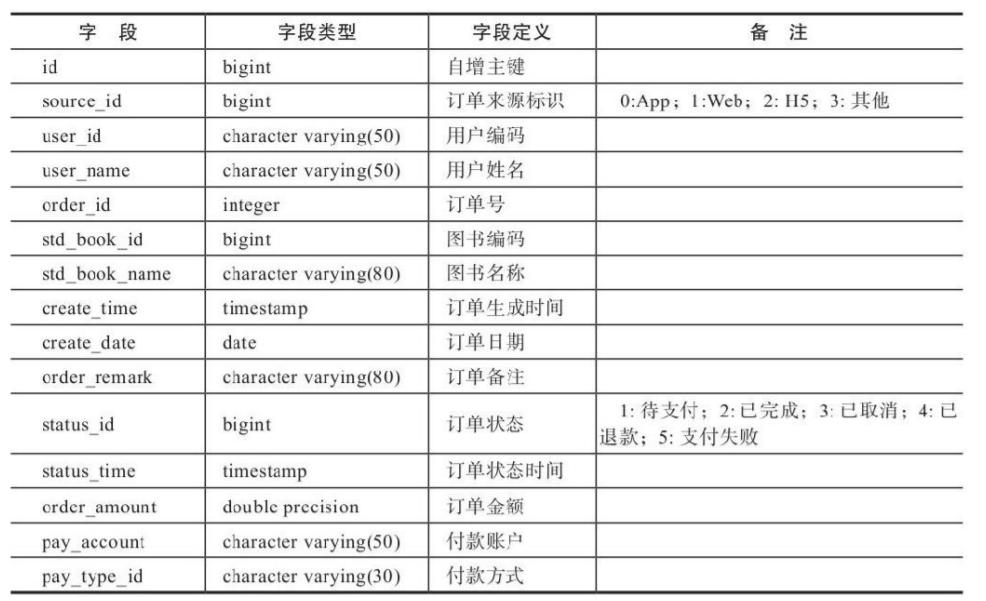 字 段 字段类型 字段定义 备 注
id bigint 自增主键
source_id bigint 订单来源标识 0:App；1:Web；2: H5；3: 其他
user_id character varying(50) 用户编码
user_name character varying(50) 用户姓名
order_id integer 订单号
std_book_id bigint 图书编码
std_book_name character varying(80) 图书名称
create_time timestamp 订单生成时间
create_date date 订单日期
order_remark character varying(80) 订单备注
status_id bigint 订单状态 1: 待支付；2: 已完成；3: 已取消；4: 已
退款；5: 支付失败
status_time timestamp 订单状态时间
order_amount double precision 订单金额
pay_account character varying(50) 付款账户
pay_type_id character varying(30) 付款方式